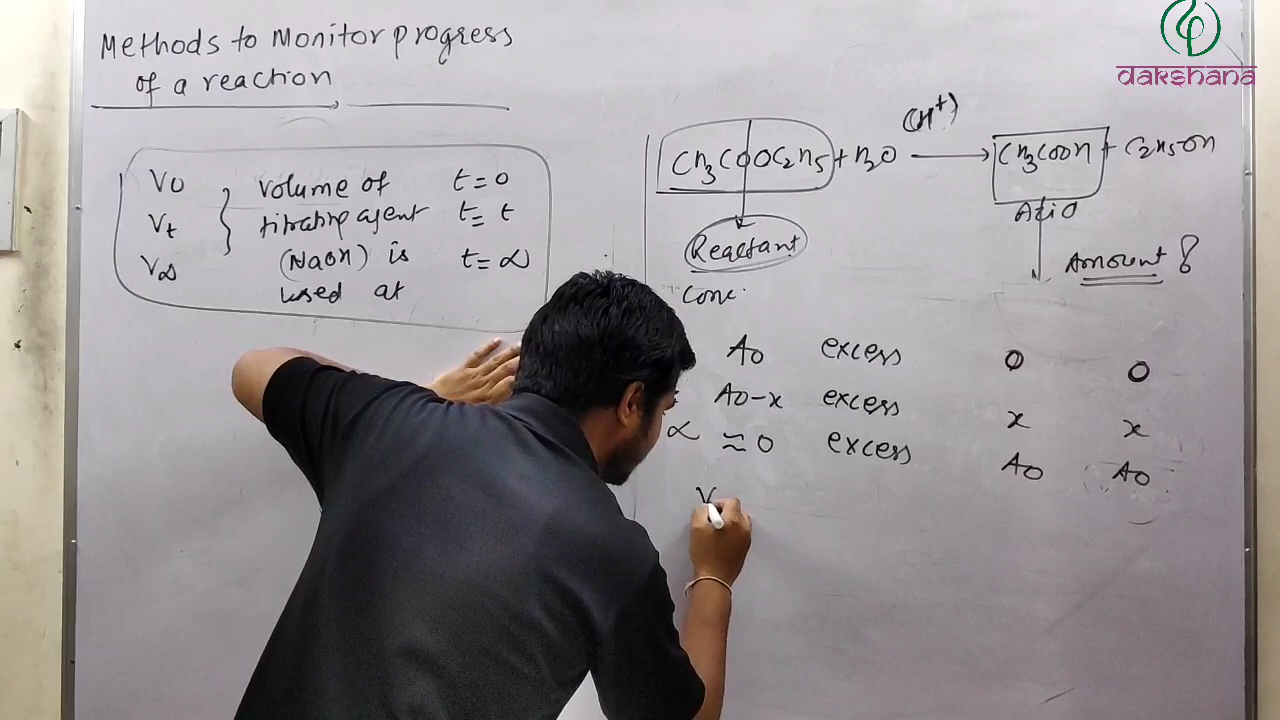 Methods to Monitor progress
of a reaction
dakshana
V0 } volume of t=0
Vt titrating agent t=t
V∞ (NaOH) is t=∞
used at
(H+)
CH3COOC2H5 + H2O → CH3COOH + C2H5OH
Acid
Reactant
Amount ?
Conc.
A0 excess 0 0
A0-x excess x x
∞ ≈0 excess A0 A0
V